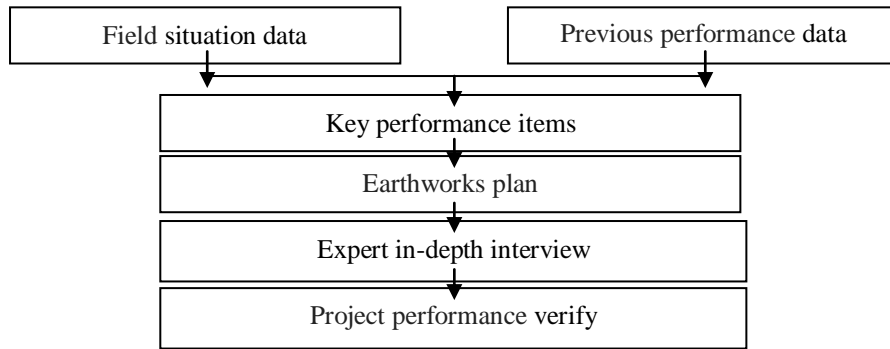 Field situation data
Previous performance data
Key performance items
Earthworks plan
Expert in-depth interview
Project performance verify